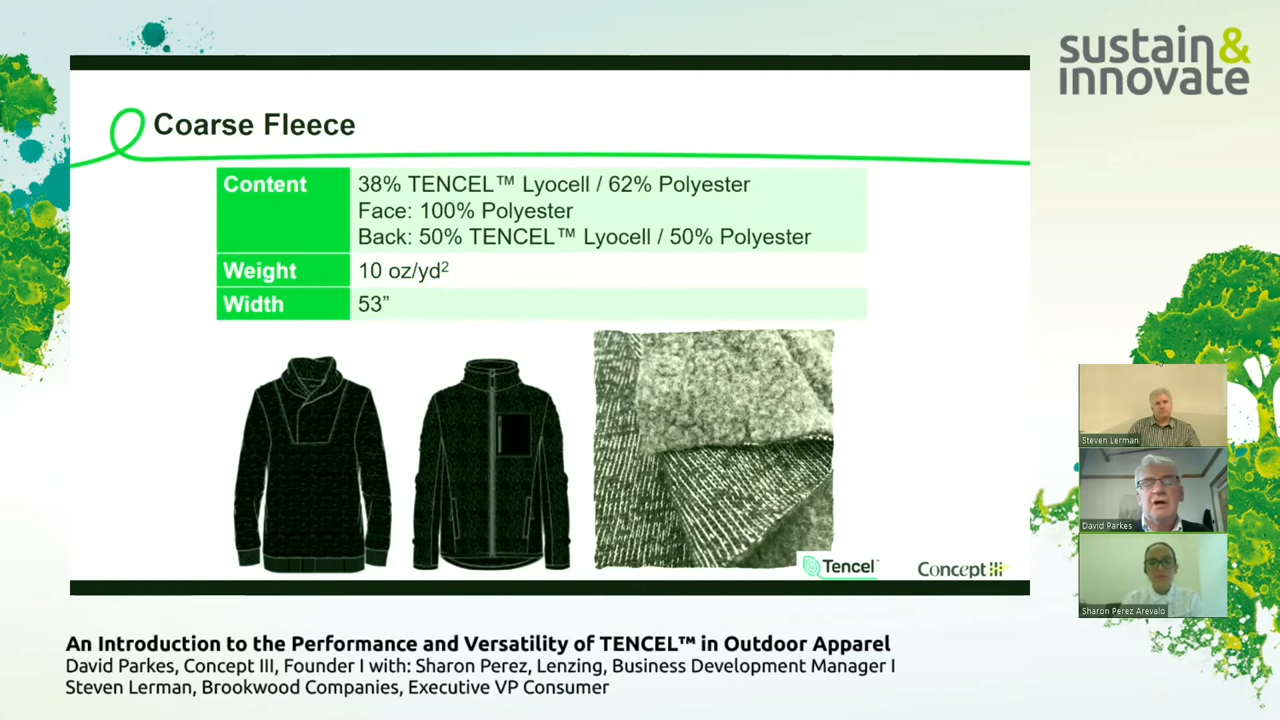 sustain&
innovate
Coarse Fleece
Content 38% TENCEL™ Lyocell / 62% Polyester
Face: 100% Polyester
Back: 50% TENCEL™ Lyocell / 50% Polyester
Weight 10 oz/yd²
Width 53”
Steven Lerman
David Parkes
Sharon Perez Arevalo
Tencel™
Concept III
An Introduction to the Performance and Versatility of TENCEL™ in Outdoor Apparel
David Parkes, Concept III, Founder I with: Sharon Perez, Lenzing, Business Development Manager I
Steven Lerman, Brookwood Companies, Executive VP Consumer